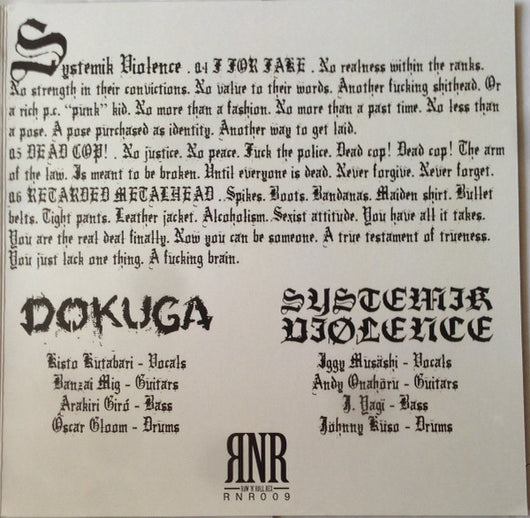 Systemik Violence . 04 F FOR FAKE . No realness within the ranks.
No strength in their convictions. No value to their words. Another fucking shithead. Or
a rich p.c. “punk” kid. No more than a fashion. No more than a past time. No less than
a pose. A pose purchased as identity. Another way to get laid.
05 DEAD COP! . No justice. No peace. Fuck the police. Dead cop! Dead cop! The arm
of the law. Is meant to be broken. Until everyone is dead. Never forgive. Never forget.
06 RETARDED METALHEAD . Spikes. Boots. Bandanas. Maiden shirt. Bullet
belts. Tight pants. Leather jacket. Alcoholism. Sexist attitude. You have all it takes.
You are the real deal finally. Now you can be someone. A true testament of trueness.
You just lack one thing. A fucking brain.
DOKUGA
Kisto Kutabari - Vocals
Banzai Mig - Guitars
Arakiri Giró - Bass
Óscar Gloom - Drums
SYSTEMIK
VIØLENCE
Iggy Musashi - Vocals
Andy Onahoru - Guitars
J. Yagi - Bass
Johnny Kuso - Drums
RNR
RAW 'N' ROLL REC
RNR009